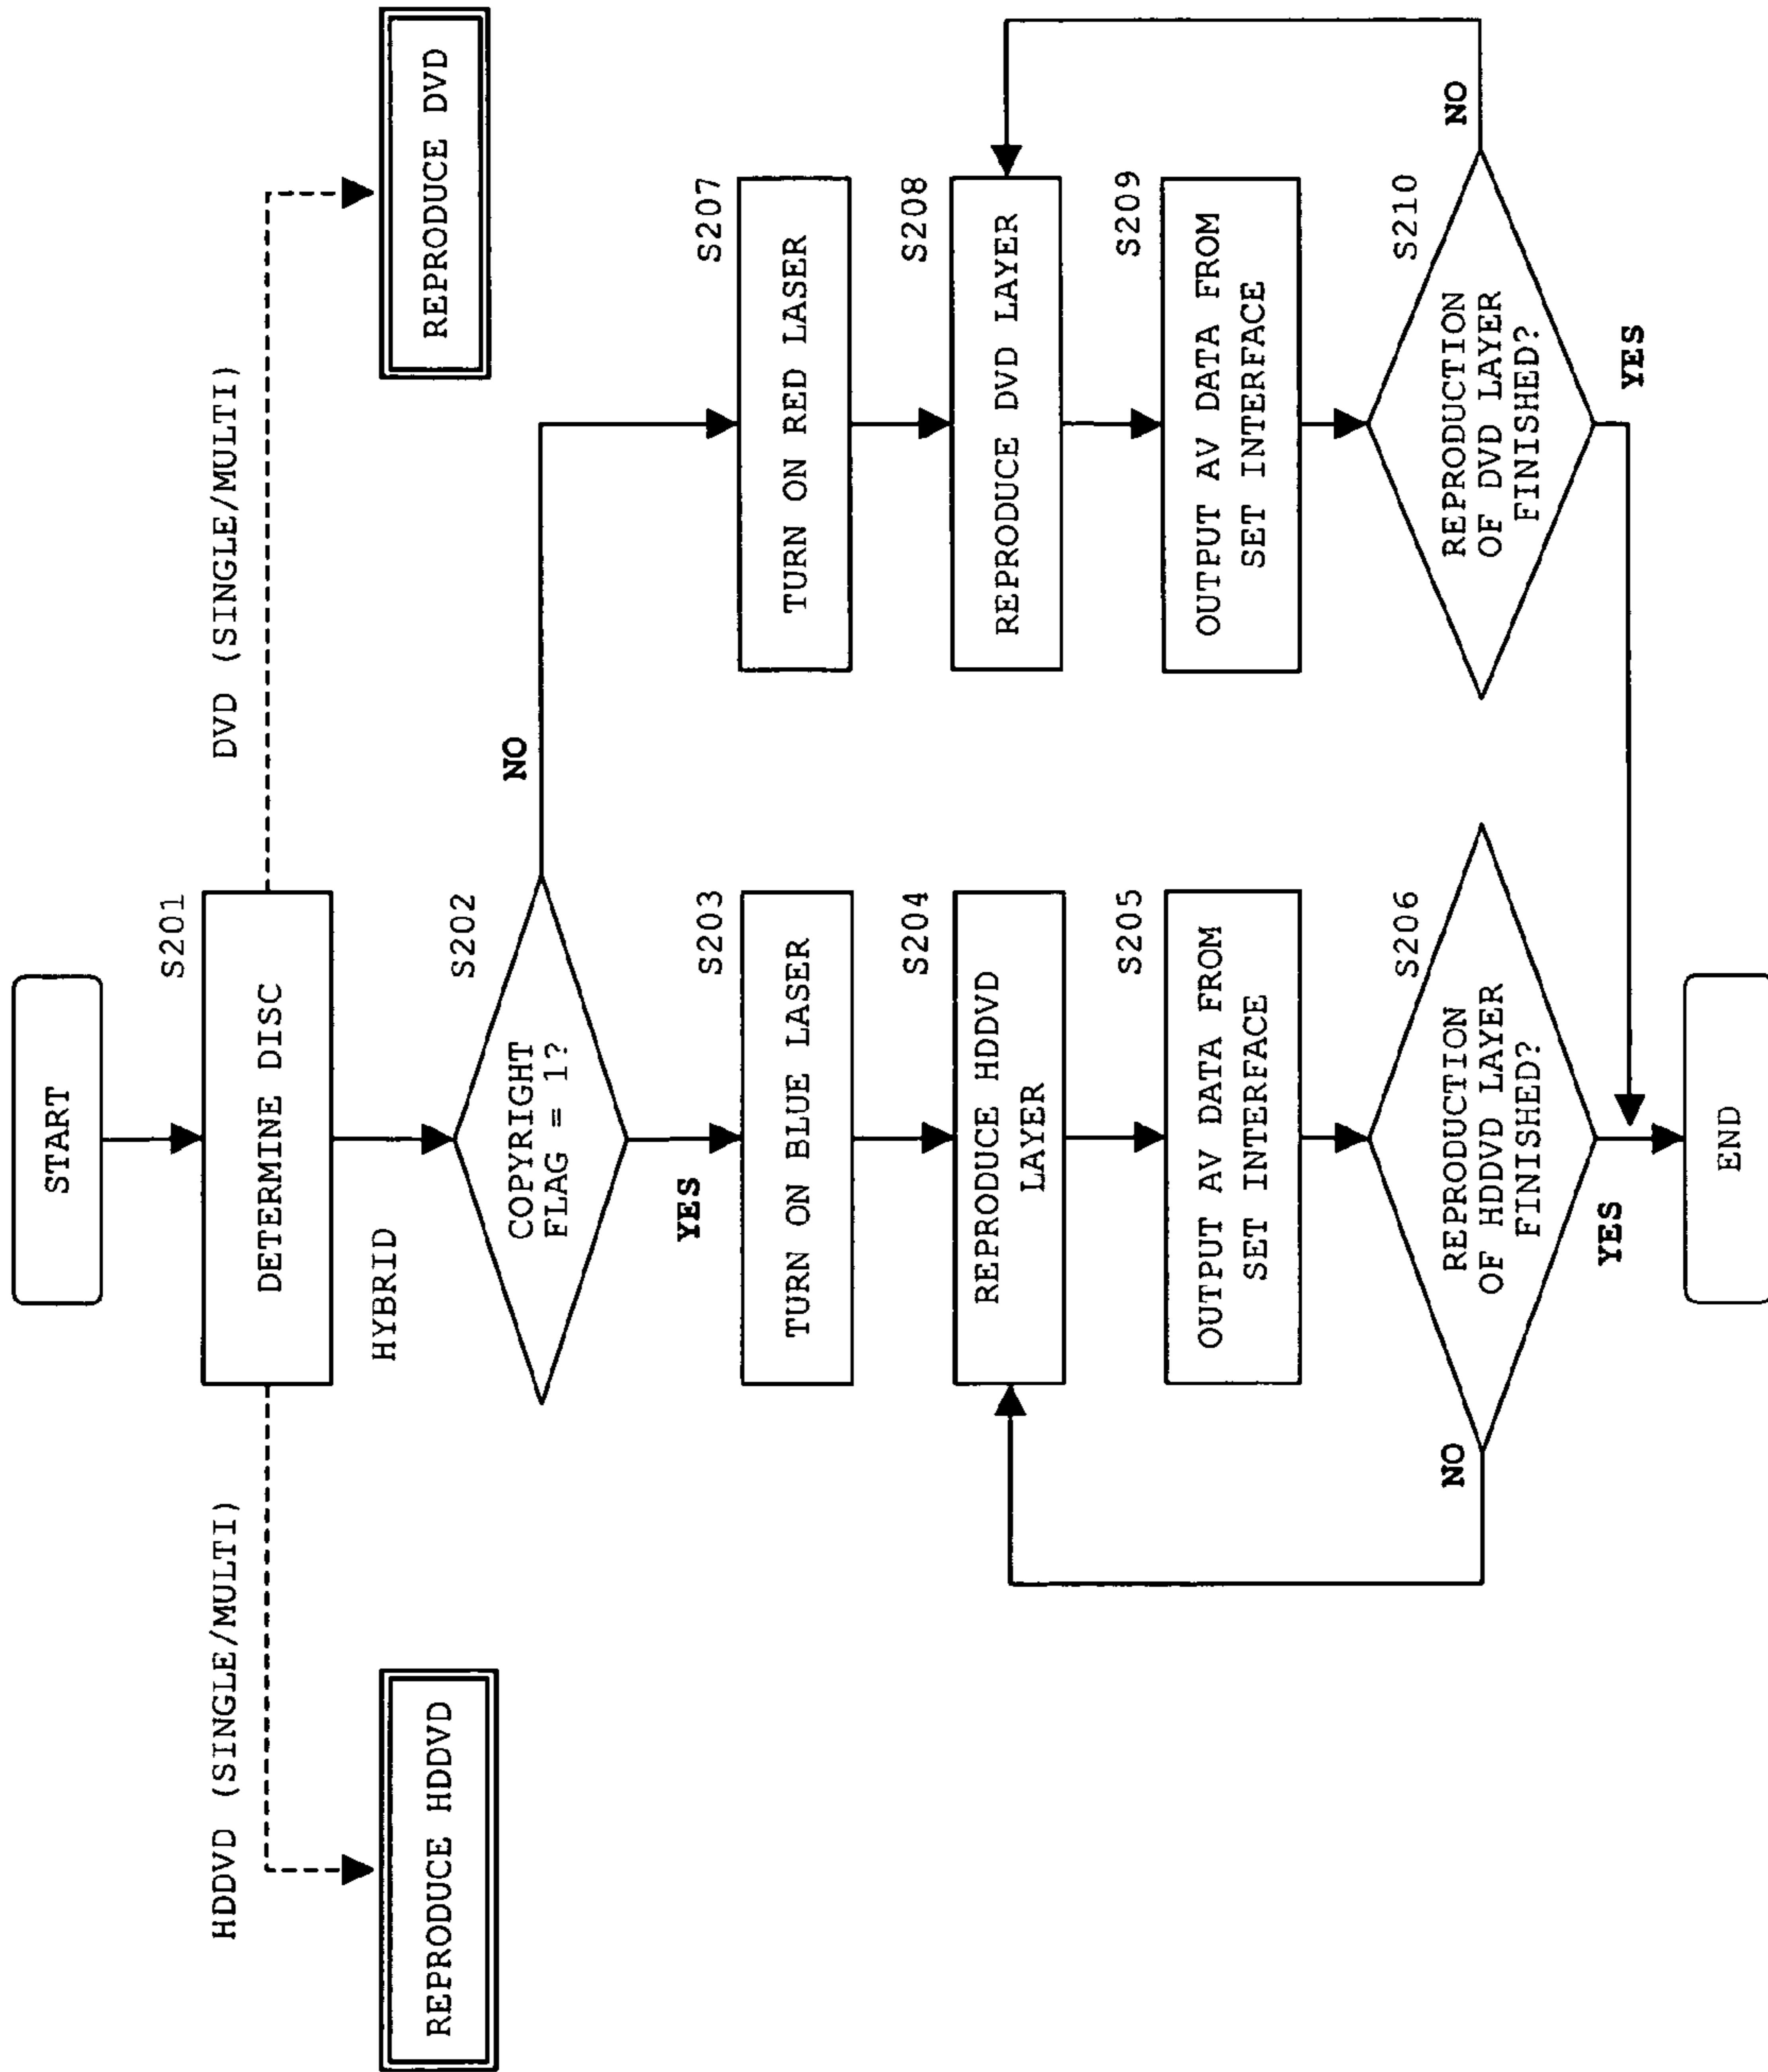 START
S201
DETERMINE DISC
HDDVD (SINGLE/MULTI)
DVD (SINGLE/MULTI)
REPRODUCE HDDVD
HYBRID
REPRODUCE DVD
S202
COPYRIGHT
FLAG = 1?
NO
YES
S203
TURN ON BLUE LASER
S207
TURN ON RED LASER
S204
REPRODUCE HDDVD
LAYER
S208
REPRODUCE DVD LAYER
S205
OUTPUT AV DATA FROM
SET INTERFACE
S209
OUTPUT AV DATA FROM
SET INTERFACE
S206
NO
REPRODUCTION
OF HDDVD LAYER
FINISHED?
YES
S210
REPRODUCTION
OF DVD LAYER
FINISHED?
NO
YES
END